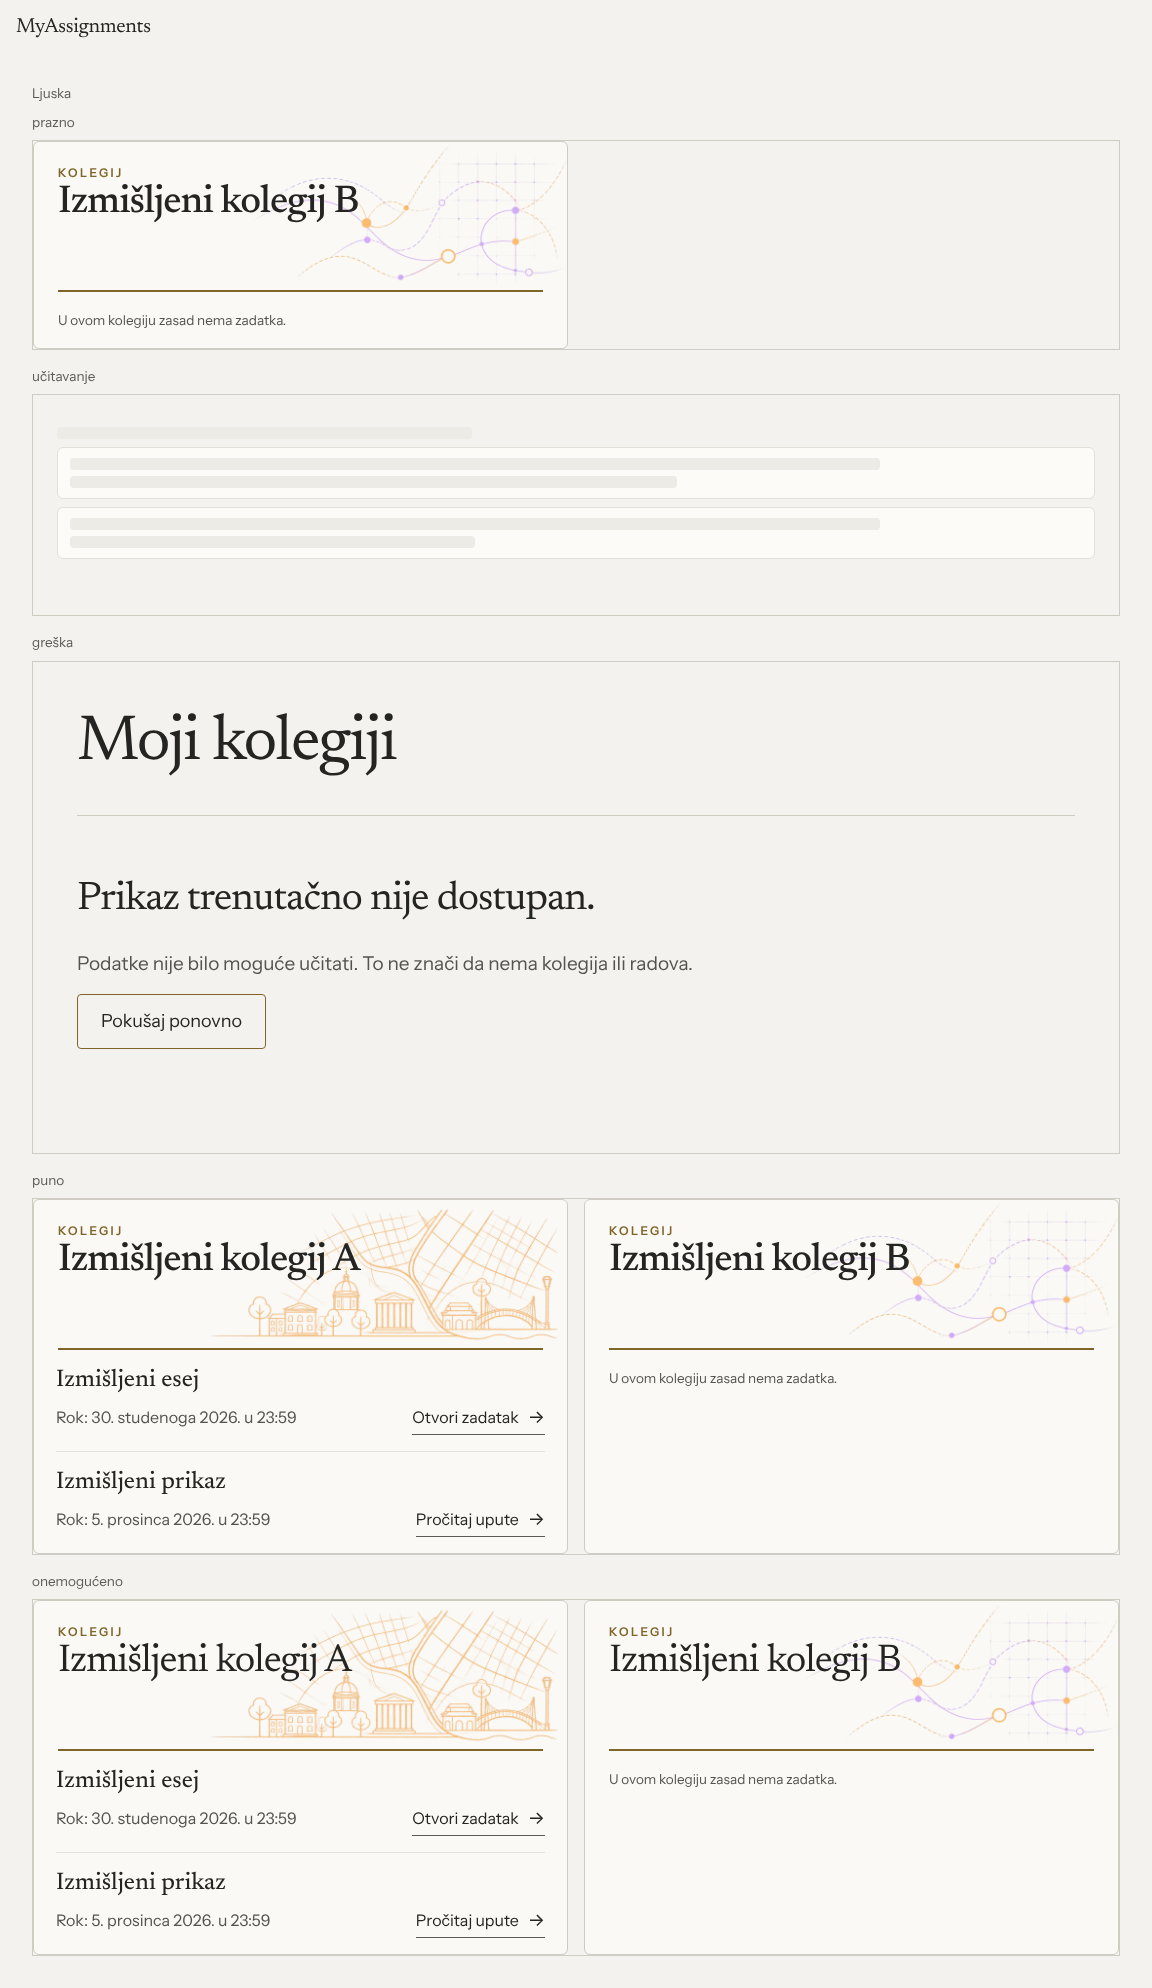 MyAssignments
Ljuska
prazno
KOLEGIJ
Izmišljeni kolegij B
U ovom kolegiju zasad nema zadatka.
učitavanje
greška
Moji kolegiji
Prikaz trenutačno nije dostupan.
Podatke nije bilo moguće učitati. To ne znači da nema kolegija ili radova.
Pokušaj ponovno
puno
KOLEGIJ
Izmišljeni kolegij A
Izmišljeni esej
Rok: 30. studenoga 2026. u 23:59 Otvori zadatak →
Izmišljeni prikaz
Rok: 5. prosinca 2026. u 23:59 Pročitaj upute →
KOLEGIJ
Izmišljeni kolegij B
U ovom kolegiju zasad nema zadatka.
onemogućeno
KOLEGIJ
Izmišljeni kolegij A
Izmišljeni esej
Rok: 30. studenoga 2026. u 23:59 Otvori zadatak →
Izmišljeni prikaz
Rok: 5. prosinca 2026. u 23:59 Pročitaj upute →
KOLEGIJ
Izmišljeni kolegij B
U ovom kolegiju zasad nema zadatka.